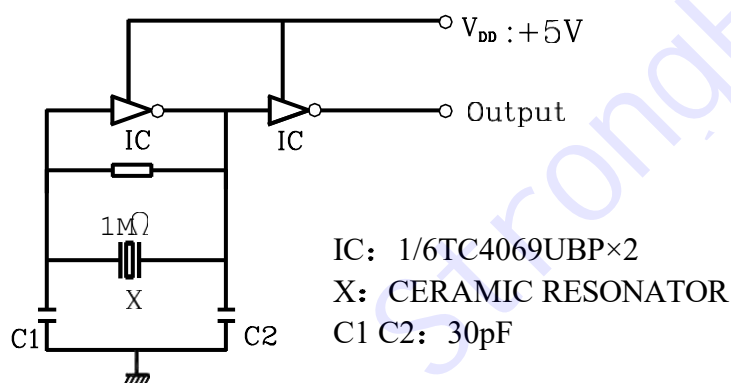 V_DD :+5V
Output
IC
IC
1MΩ
X
C1
C2
IC： 1/6TC4069UBP×2
X： CERAMIC RESONATOR
C1 C2： 30pF